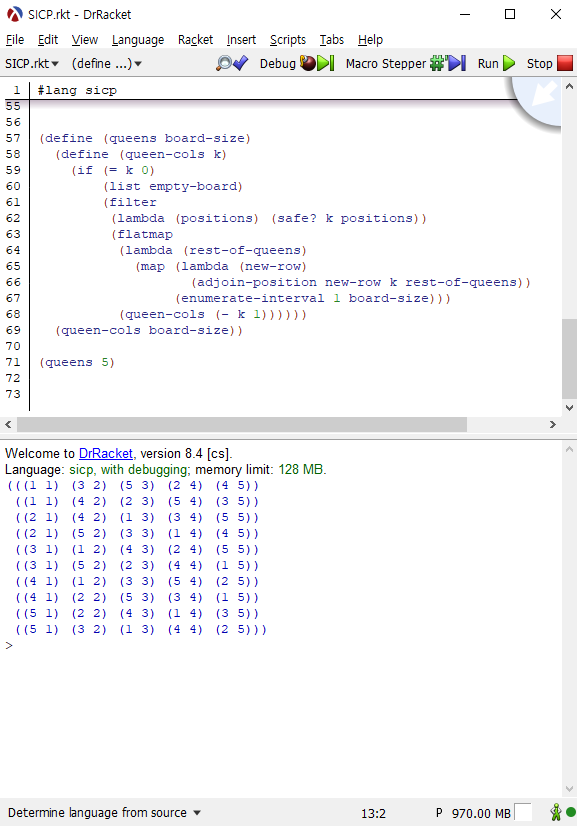 SICP.rkt - DrRacket
File Edit View Language Racket Insert Scripts Tabs Help
SICP.rkt▾ (define ...)▾ Debug Macro Stepper Run Stop
1 #lang sicp
55
56
57 (define (queens board-size)
58   (define (queen-cols k)
59     (if (= k 0)
60         (list empty-board)
61         (filter
62          (lambda (positions) (safe? k positions))
63          (flatmap
64           (lambda (rest-of-queens)
65             (map (lambda (new-row)
66                    (adjoin-position new-row k rest-of-queens))
67                  (enumerate-interval 1 board-size)))
68           (queen-cols (- k 1))))))
69   (queen-cols board-size))
70
71 (queens 5)
72
73
Welcome to DrRacket, version 8.4 [cs].
Language: sicp, with debugging; memory limit: 128 MB.
(((1 1) (3 2) (5 3) (2 4) (4 5))
 ((1 1) (4 2) (2 3) (5 4) (3 5))
 ((2 1) (4 2) (1 3) (3 4) (5 5))
 ((2 1) (5 2) (3 3) (1 4) (4 5))
 ((3 1) (1 2) (4 3) (2 4) (5 5))
 ((3 1) (5 2) (2 3) (4 4) (1 5))
 ((4 1) (1 2) (3 3) (5 4) (2 5))
 ((4 1) (2 2) (5 3) (3 4) (1 5))
 ((5 1) (2 2) (4 3) (1 4) (3 5))
 ((5 1) (3 2) (1 3) (4 4) (2 5)))
>
Determine language from source ▾ 13:2 P 970.00 MB